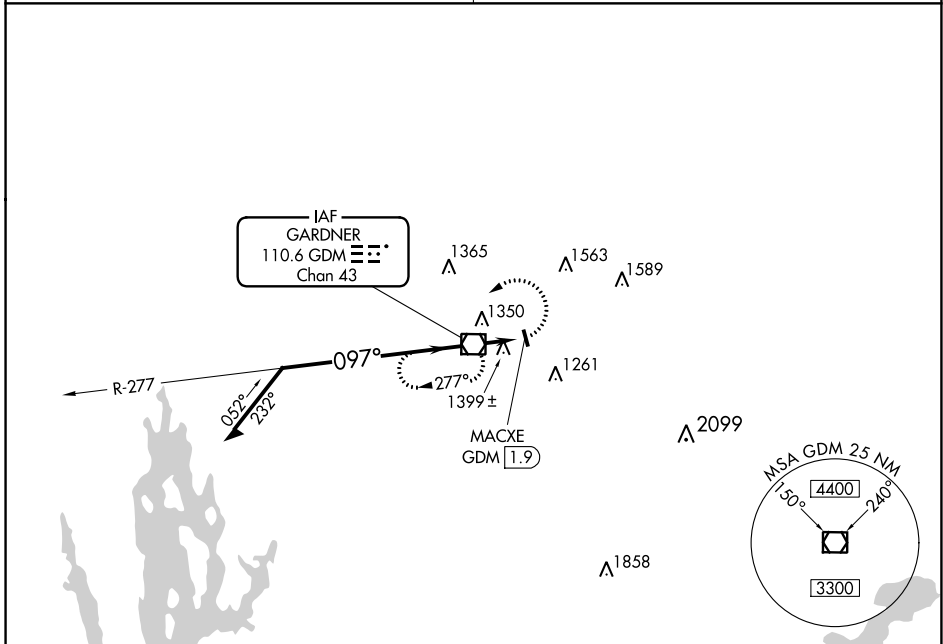 IAF
GARDNER
110.6 GDM
Chan 43
1365
1563
1589
1350
R-277
097°
052°
232°
277°
1399 ±
1261
MACXE
GDM 1.9
2099
MSA GDM 25 NM
150°
4400
240°
3300
1858